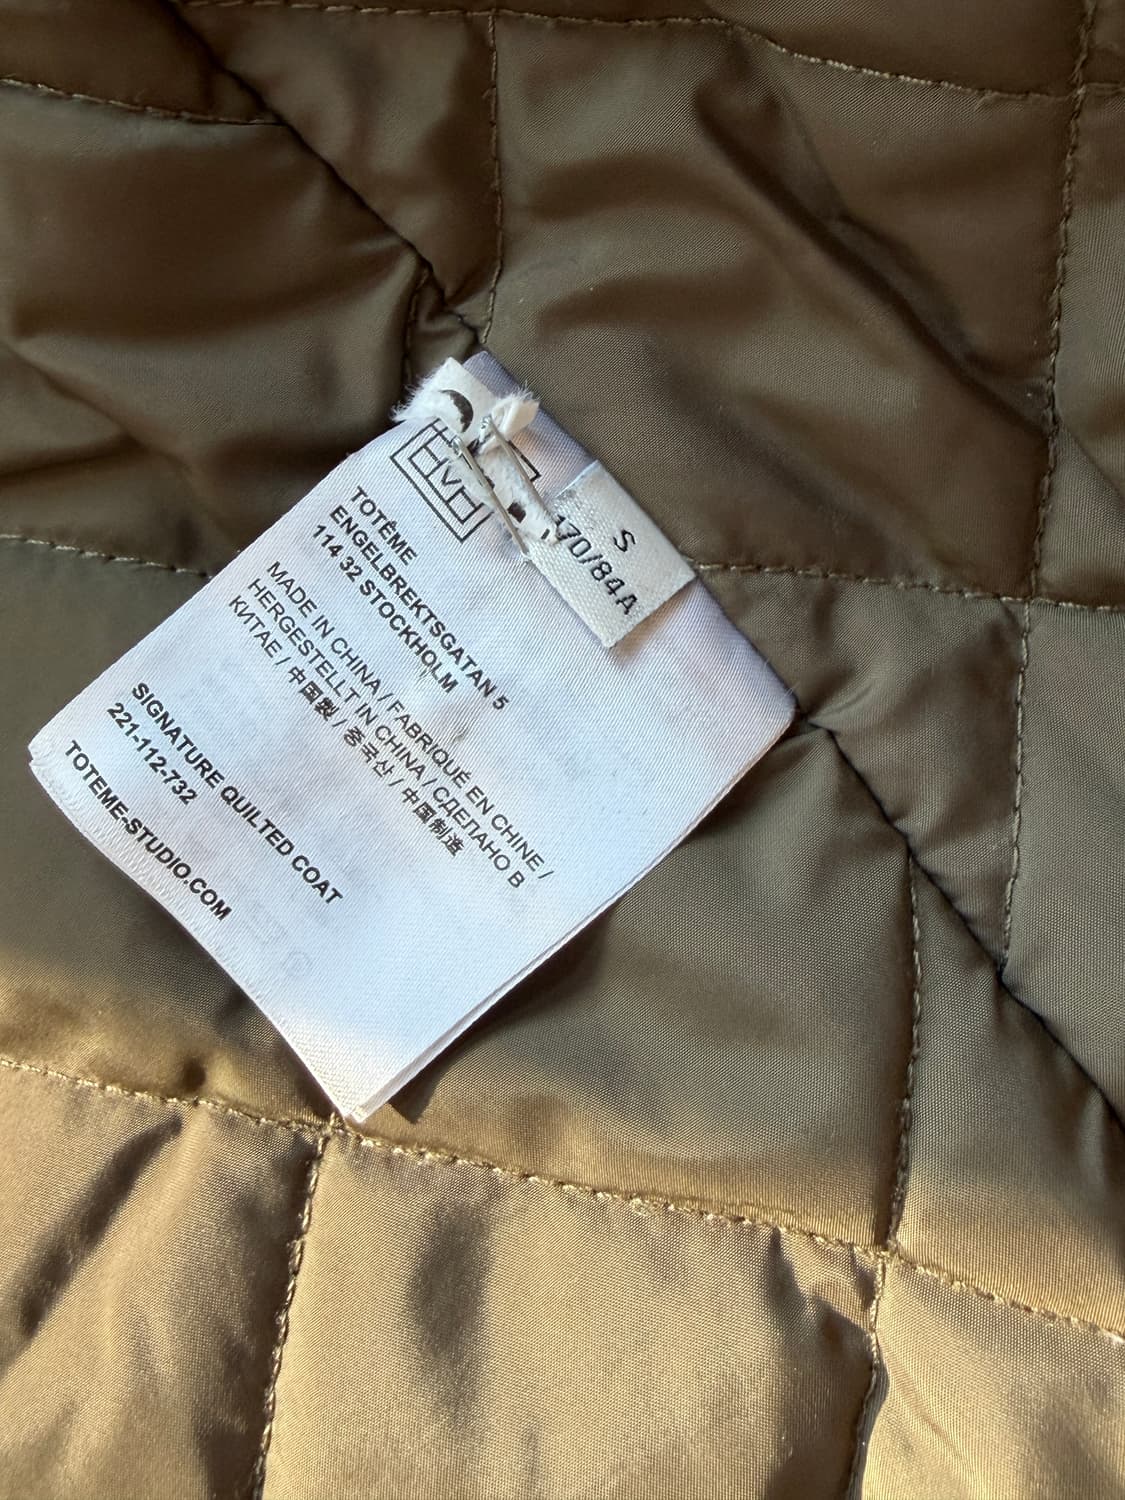 S
170/84A
TOTÊME
ENGELBREKTSGATAN 5
114 32 STOCKHOLM
MADE IN CHINA / FABRIQUÉ EN CHINE /
HERGESTELLT IN CHINA / СДЕЛАНО В
КИТАЕ / 中国製 / 중국산 / 中国制造
SIGNATURE QUILTED COAT
221-112-732
TOTEME-STUDIO.COM